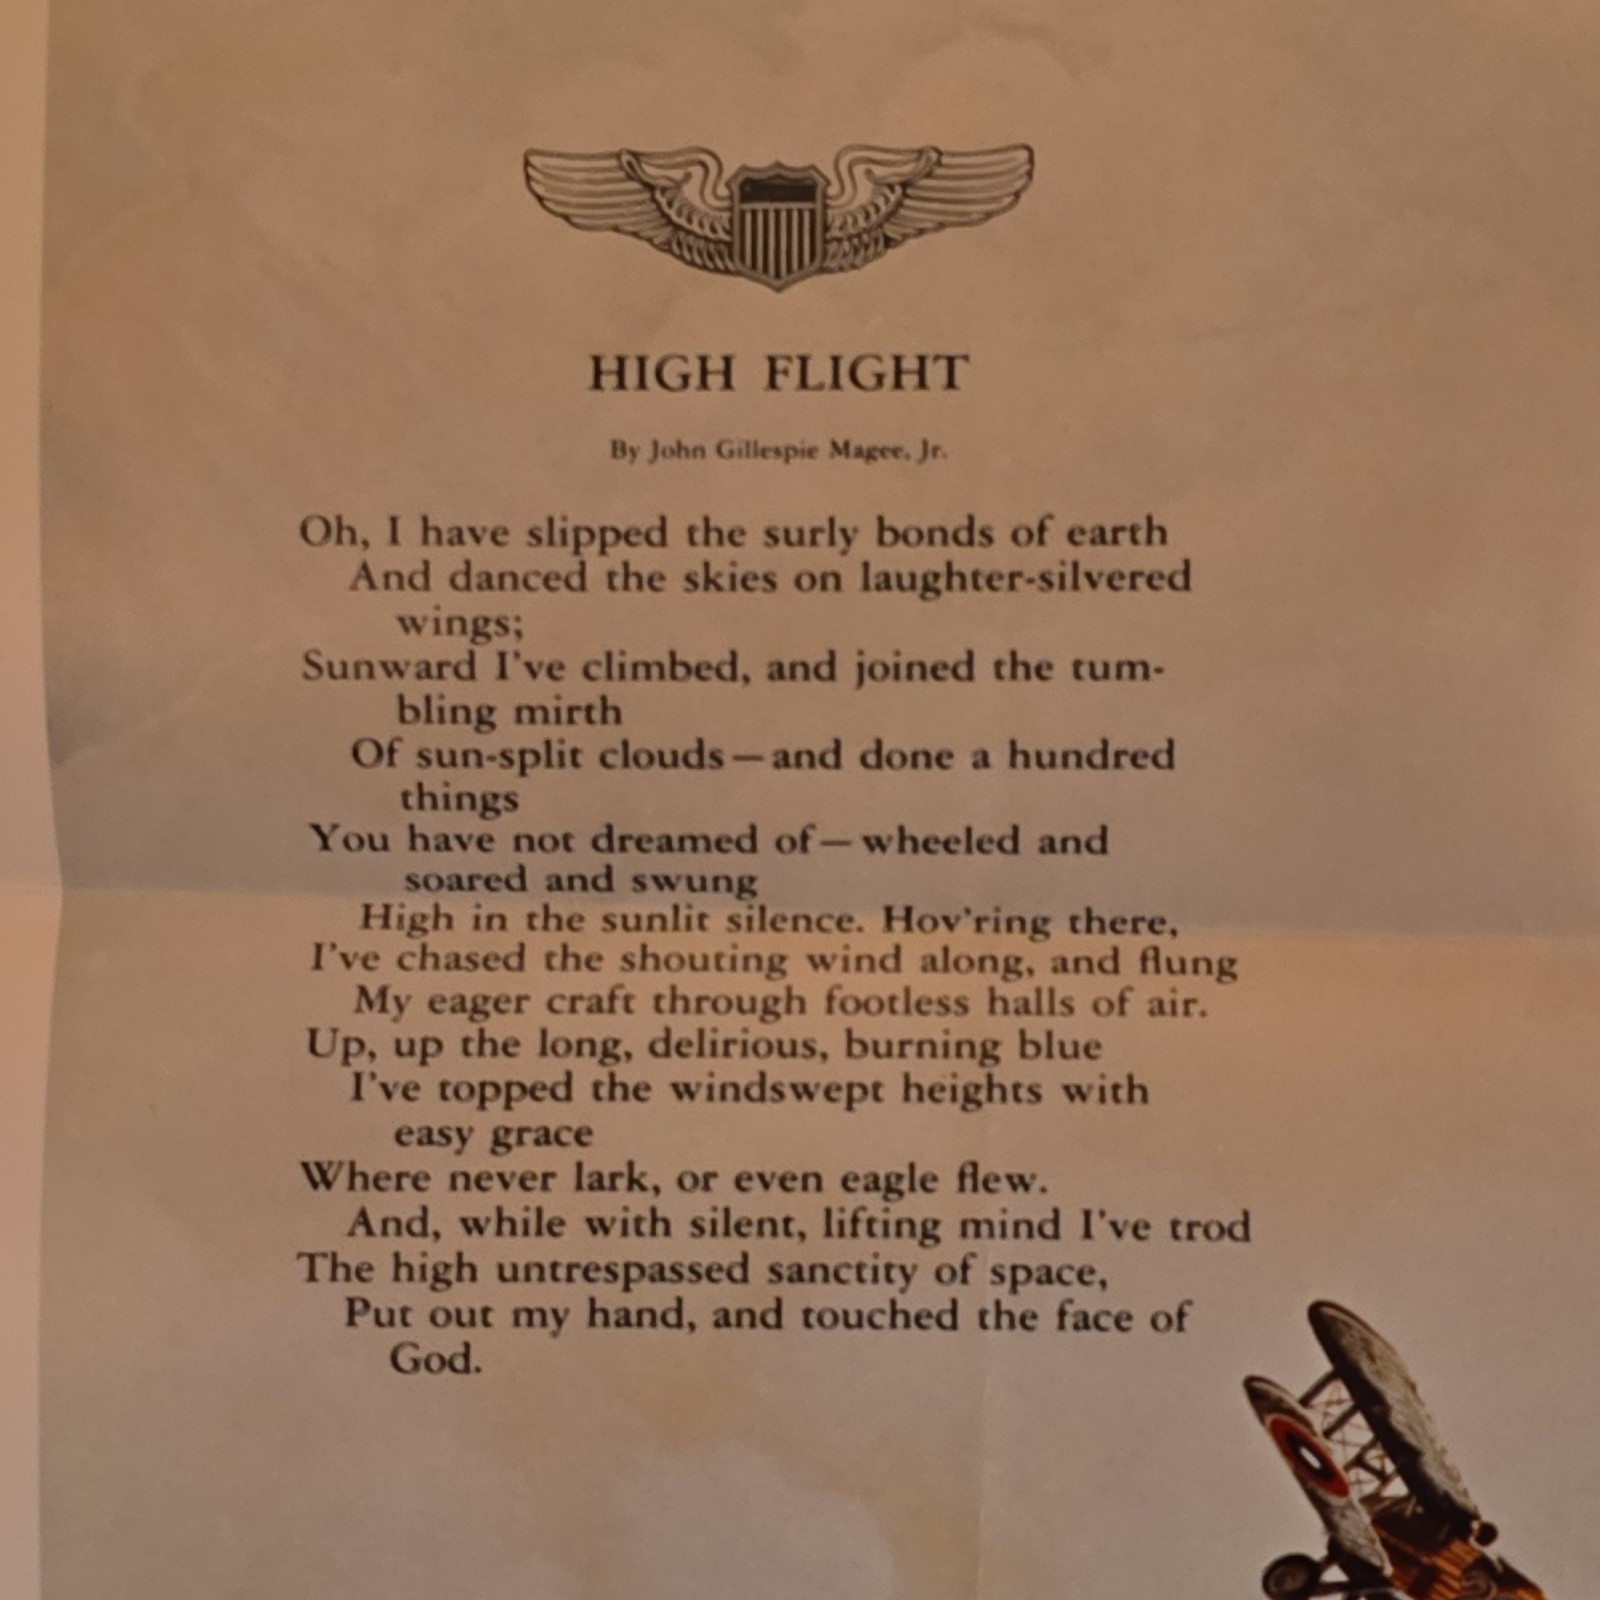 HIGH FLIGHT
By John Gillespie Magee, Jr.
Oh, I have slipped the surly bonds of earth
And danced the skies on laughter-silvered
wings;
Sunward I've climbed, and joined the tum-
bling mirth
Of sun-split clouds—and done a hundred
things
You have not dreamed of—wheeled and
soared and swung
High in the sunlit silence. Hov'ring there,
I've chased the shouting wind along, and flung
My eager craft through footless halls of air.
Up, up the long, delirious, burning blue
I've topped the windswept heights with
easy grace
Where never lark, or even eagle flew.
And, while with silent, lifting mind I've trod
The high untrespassed sanctity of space,
Put out my hand, and touched the face of
God.